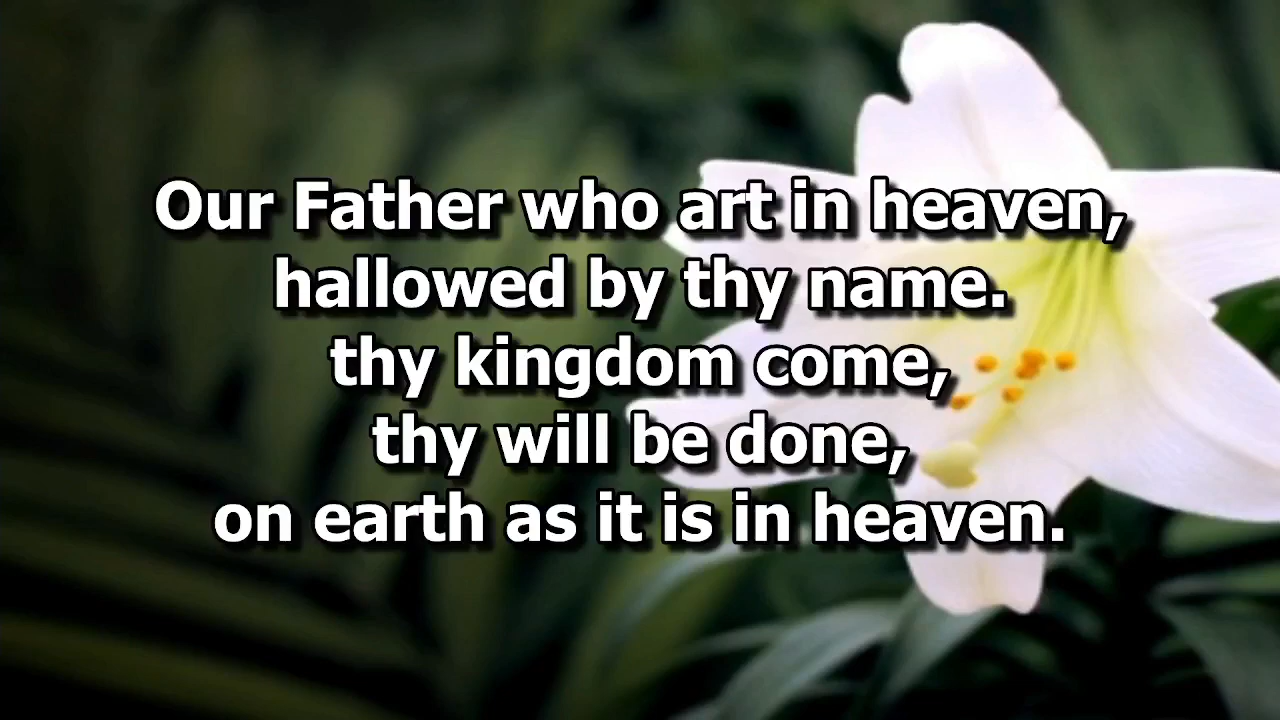 Our Father who art in heaven,
hallowed by thy name.
thy kingdom come,
thy will be done,
on earth as it is in heaven.